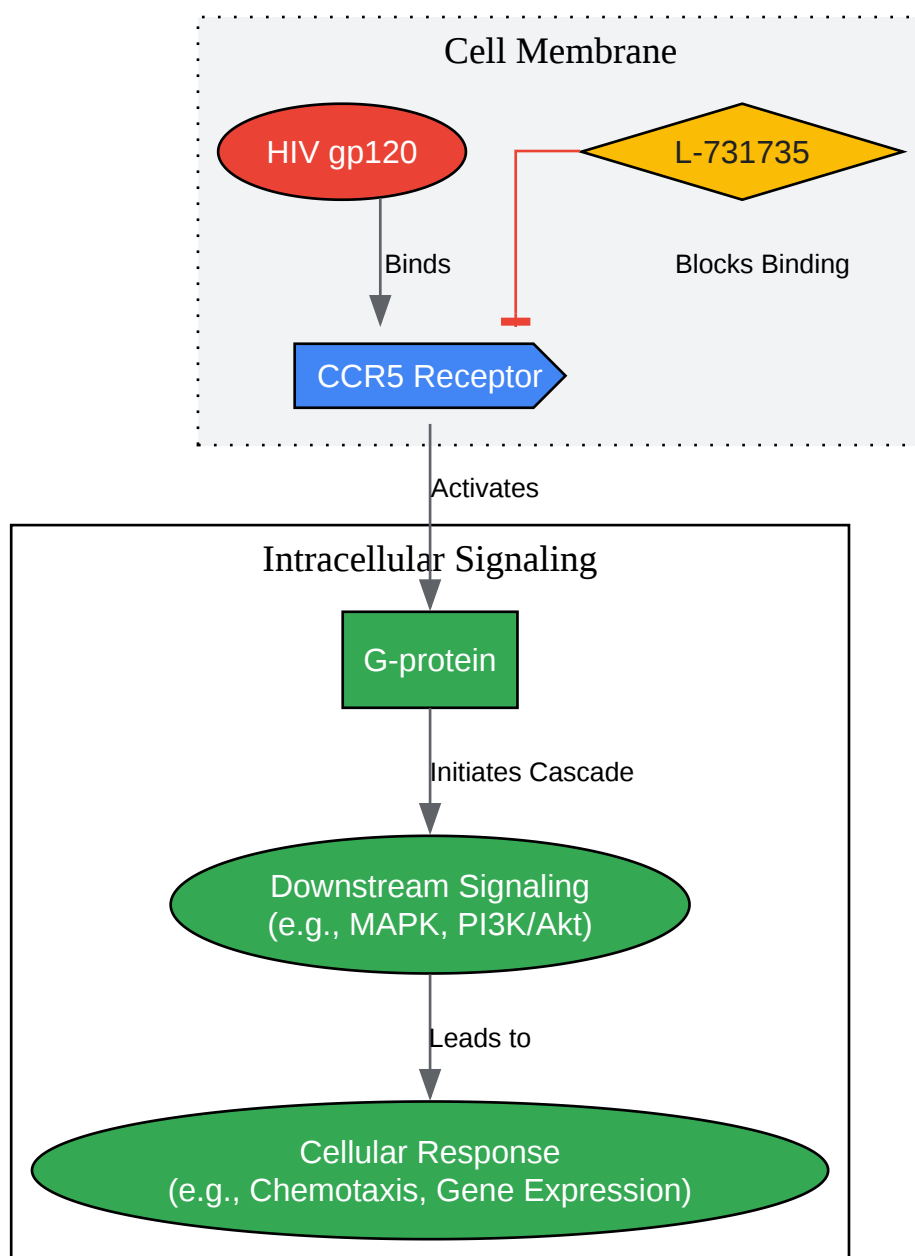 Cell Membrane
HIV gp120
L-731735
Binds
Blocks Binding
CCR5 Receptor
Activates
Intracellular Signaling
G-protein
Initiates Cascade
Downstream Signaling
(e.g., MAPK, PI3K/Akt)
Leads to
Cellular Response
(e.g., Chemotaxis, Gene Expression)